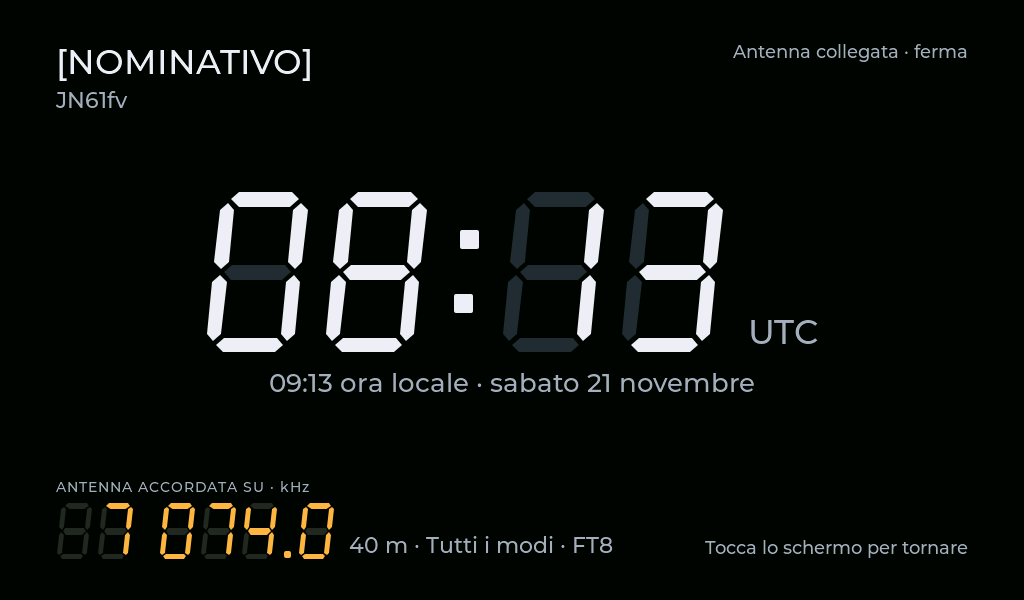 [NOMINATIVO]
Antenna collegata · ferma
JN61fv
08:13 UTC
09:13 ora locale · sabato 21 novembre
ANTENNA ACCORDATA SU · kHz
7 074.0 40 m · Tutti i modi · FT8
Tocca lo schermo per tornare